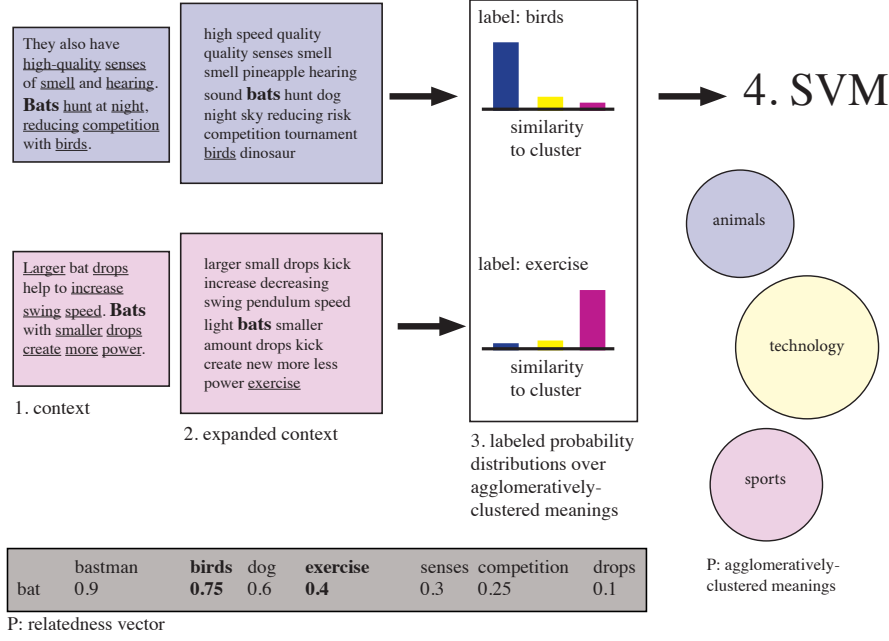 They also have
high-quality senses
of smell and hearing.
Bats hunt at night,
reducing competition
with birds.
high speed quality
quality senses smell
smell pineapple hearing
sound bats hunt dog
night sky reducing risk
competition tournament
birds dinosaur
label: birds
similarity
to cluster
4. SVM
Larger bat drops
help to increase
swing speed. Bats
with smaller drops
create more power.
1. context
larger small drops kick
increase decreasing
swing pendulum speed
light bats smaller
amount drops kick
create new more less
power exercise
2. expanded context
label: exercise
similarity
to cluster
3. labeled probability
distributions over
agglomeratively-
clustered meanings
animals
technology
sports
P: agglomeratively-
clustered meanings
bastman birds dog exercise senses competition drops
bat 0.9 0.75 0.6 0.4 0.3 0.25 0.1
P: relatedness vector